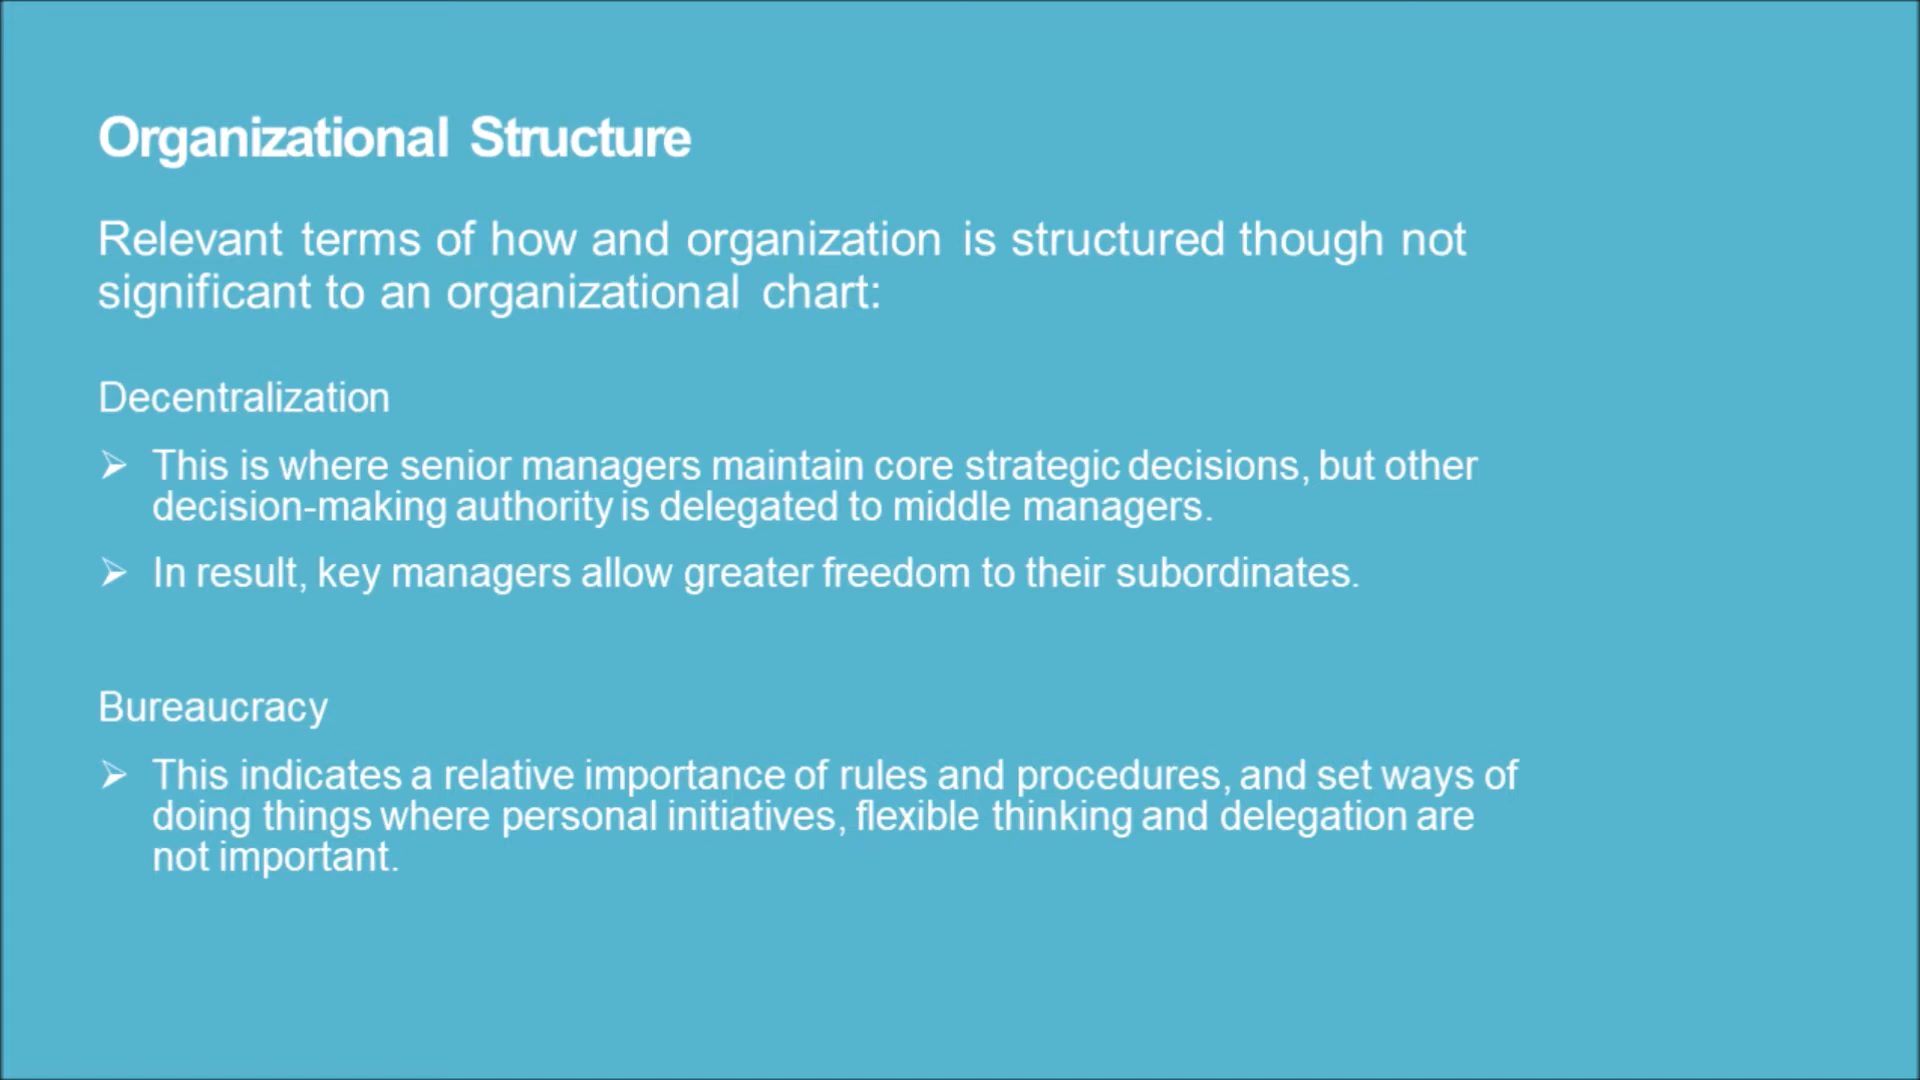 Organizational Structure
Relevant terms of how and organization is structured though not
significant to an organizational chart:
Decentralization
➢ This is where senior managers maintain core strategic decisions, but other
decision-making authority is delegated to middle managers.
➢ In result, key managers allow greater freedom to their subordinates.
Bureaucracy
➢ This indicates a relative importance of rules and procedures, and set ways of
doing things where personal initiatives, flexible thinking and delegation are
not important.